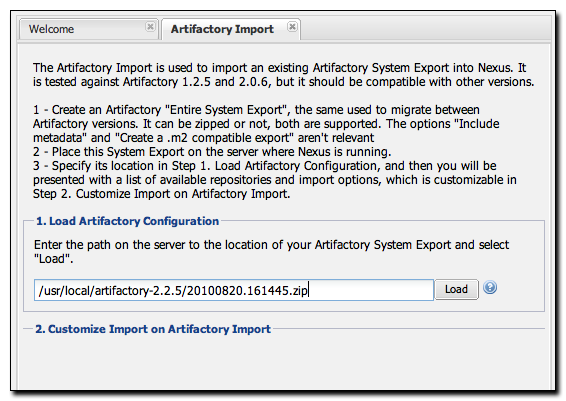 Welcome
Artifactory Import
The Artifactory Import is used to import an existing Artifactory System Export into Nexus. It
is tested against Artifactory 1.2.5 and 2.0.6, but it should be compatible with other versions.
1 - Create an Artifactory "Entire System Export", the same used to migrate between
Artifactory versions. It can be zipped or not, both are supported. The options "Include
metadata" and "Create a .m2 compatible export" aren't relevant
2 - Place this System Export on the server where Nexus is running.
3 - Specify its location in Step 1. Load Artifactory Configuration, and then you will be
presented with a list of available repositories and import options, which is customizable in
Step 2. Customize Import on Artifactory Import.
1. Load Artifactory Configuration
Enter the path on the server to the location of your Artifactory System Export and select
"Load".
/usr/local/artifactory-2.2.5/20100820.161445.zip
Load
?
2. Customize Import on Artifactory Import